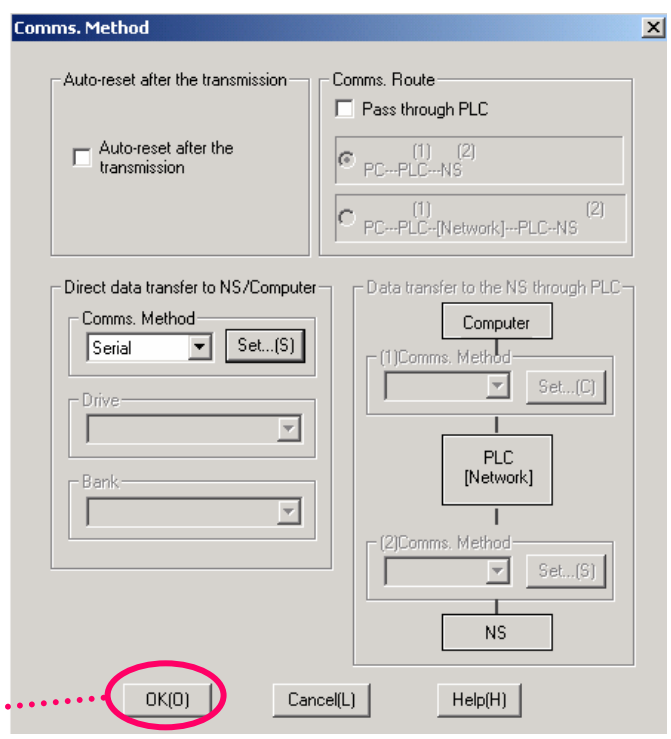 Comms. Method
Auto-reset after the transmission
Auto-reset after the
transmission
Comms. Route
Pass through PLC
(1) (2)
PC---PLC---NS
(1) (2)
PC---PLC--[Network]---PLC--NS
Direct data transfer to NS/Computer
Comms. Method
Serial
Set...(S)
Drive
Bank
Data transfer to the NS through PLC
Computer
(1)Comms. Method
Set...(C)
PLC
[Network]
(2)Comms. Method
Set...(S)
NS
OK(O)
Cancel(L)
Help(H)